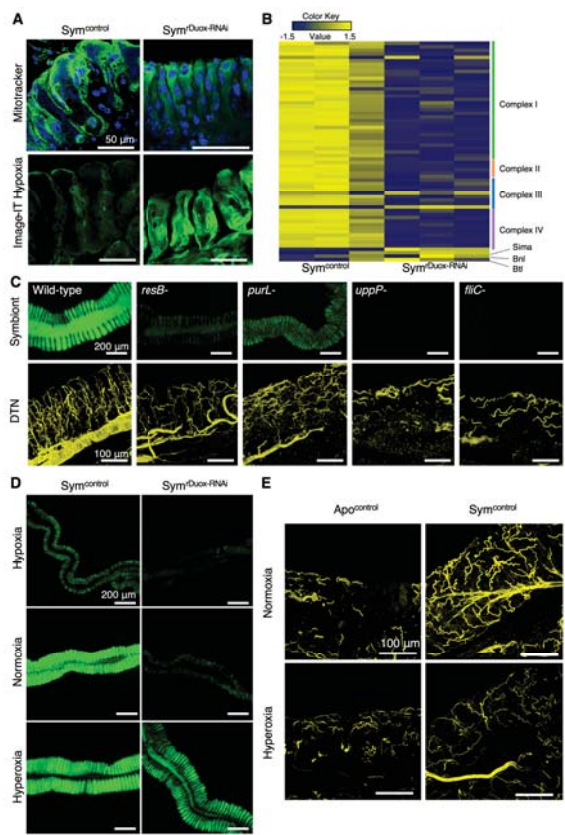 A
Sym^control
Sym^rDuox-RNAi
Mitotracker
50 µm
Image-IT Hypoxia
B
Color Key
-1.5 Value 1.5
Complex I
Complex II
Complex III
Complex IV
Sima
Bnl
Btl
Sym^control Sym^rDuox-RNAi
C
Wild-type resB- purL- uppP- fliC-
Symbiont
200 µm
DTN
100 µm
D
Sym^control Sym^rDuox-RNAi
Hypoxia
200 µm
Normoxia
Hyperoxia
E
Apo^control Sym^control
Normoxia
100 µm
Hyperoxia